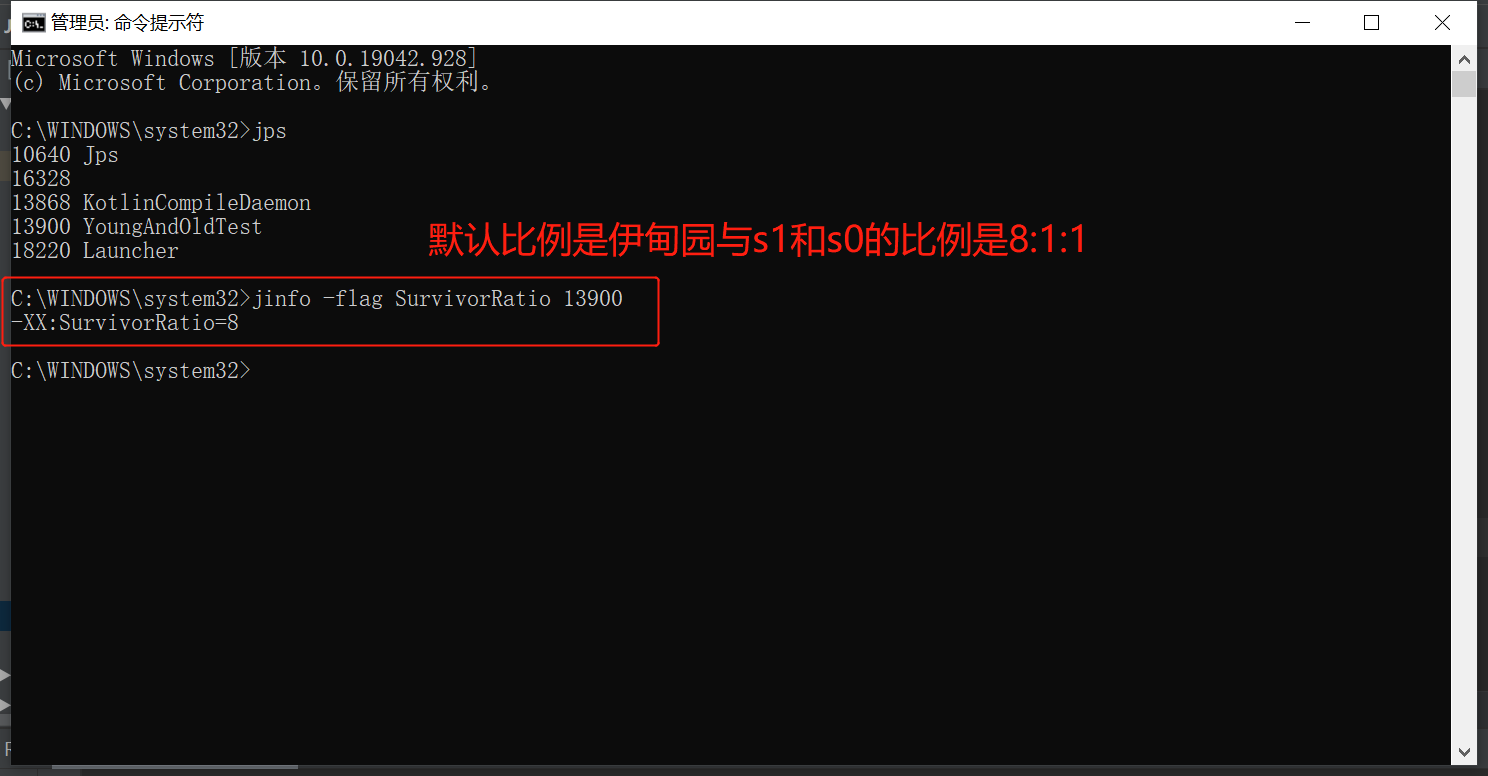 管理员: 命令提示符
Microsoft Windows [版本 10.0.19042.928]
(c) Microsoft Corporation。保留所有权利。
C:\WINDOWS\system32>jps
10640 Jps
16328
13868 KotlinCompileDaemon
13900 YoungAndOldTest
18220 Launcher
默认比例是伊甸园与s1和s0的比例是8:1:1
C:\WINDOWS\system32>jinfo -flag SurvivorRatio 13900
-XX:SurvivorRatio=8
C:\WINDOWS\system32>